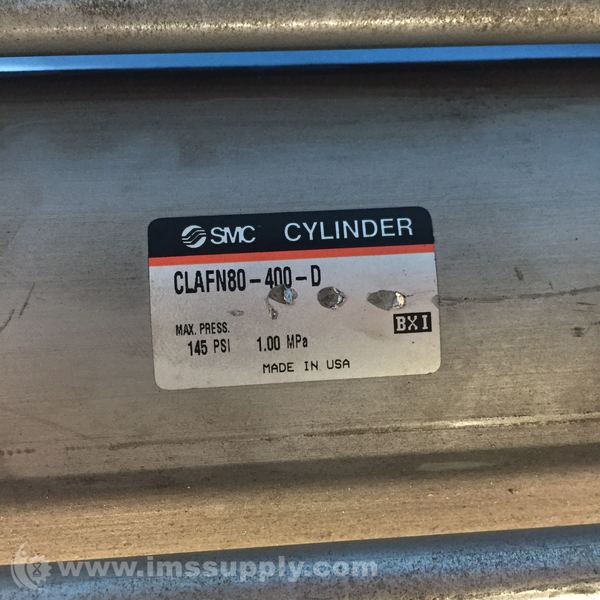 SMC CYLINDER
CLAFN80-400-D
MAX. PRESS.
145 PSI 1.00 MPa
BXI
MADE IN USA
www.imssupply.com